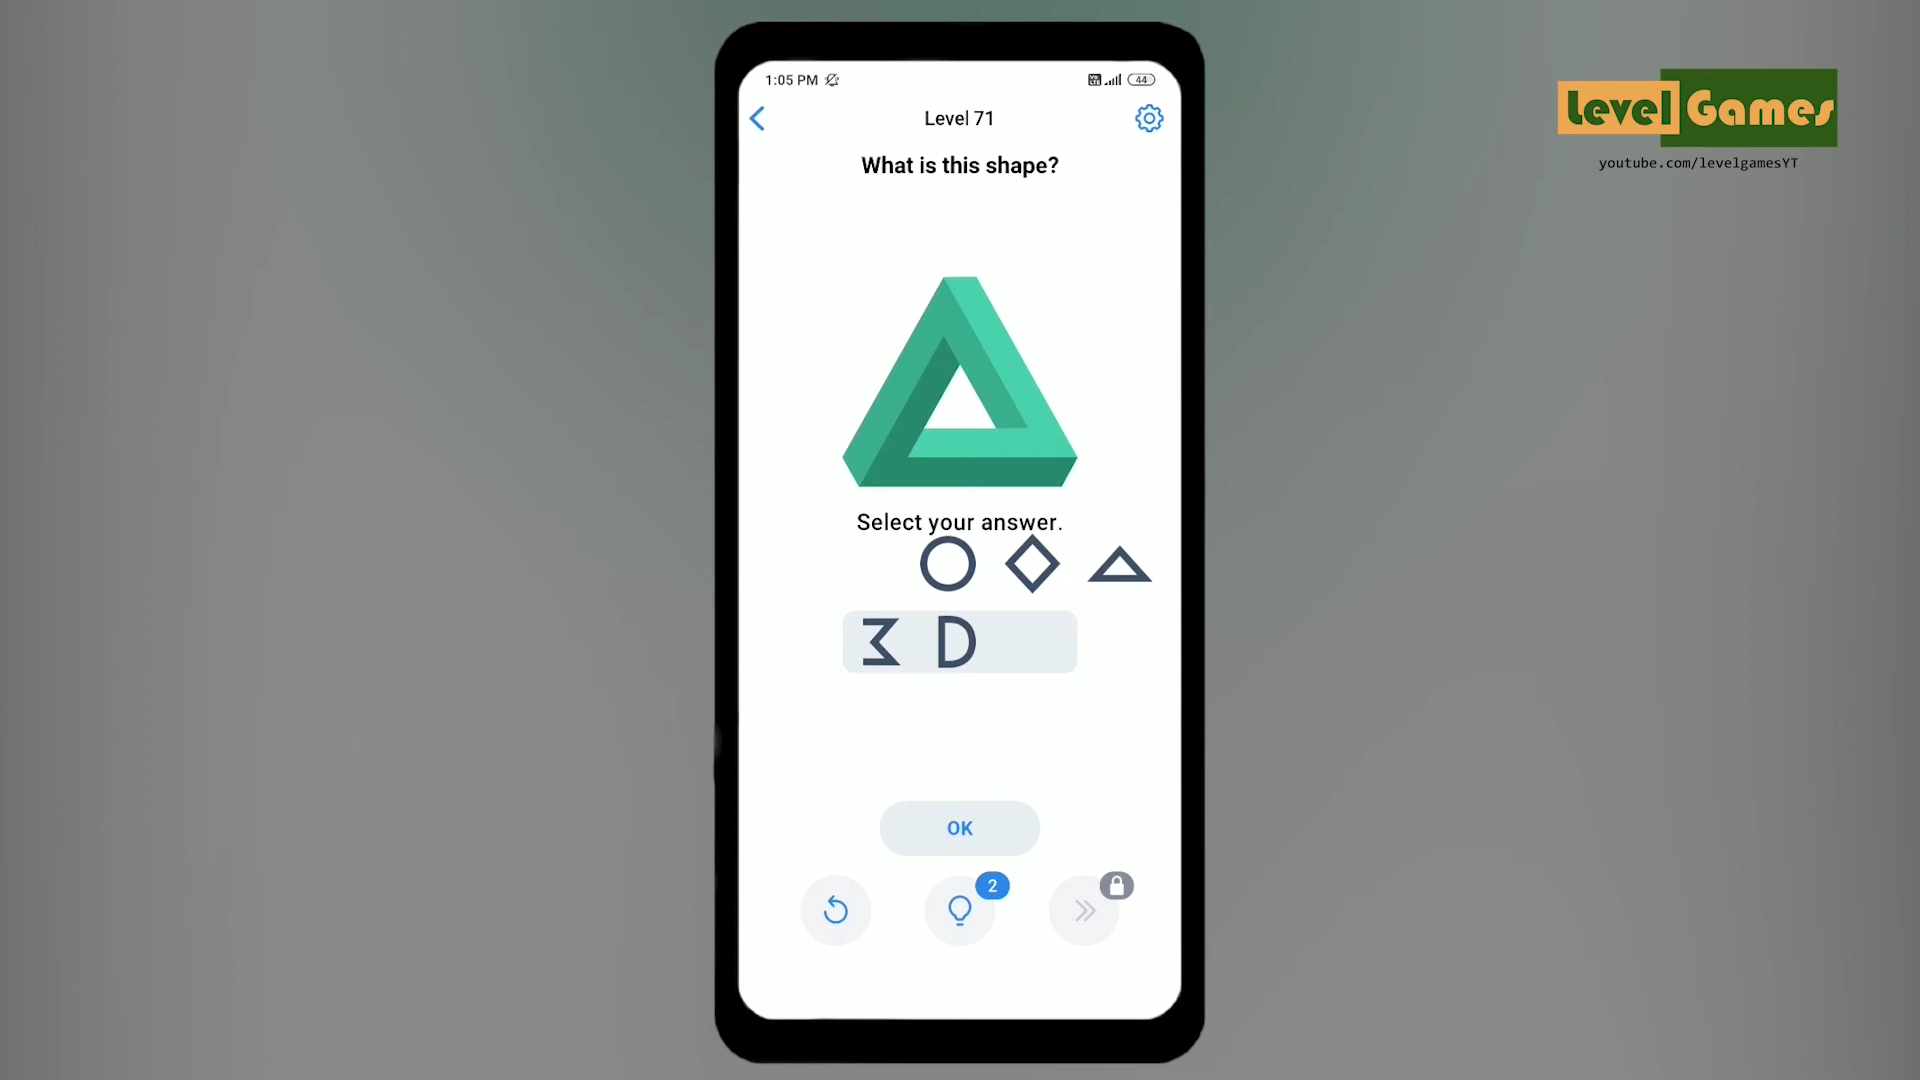 1:05 PM
44
Level 71
What is this shape?
Select your answer.
Σ D
OK
2
Level Games
youtube.com/levelgamesYT